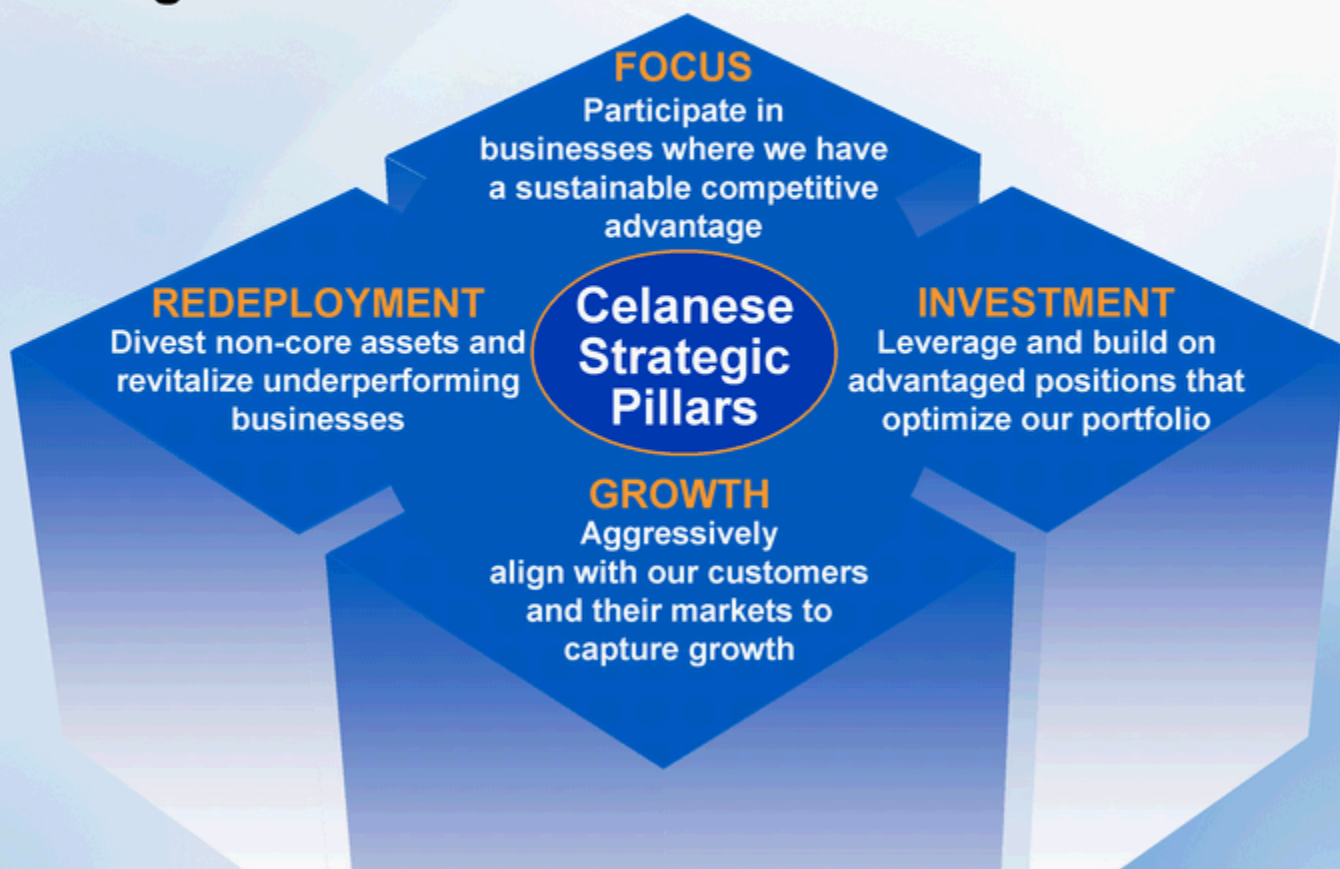 FOCUS
Participate in
businesses where we have
a sustainable competitive
advantage
REDEPLOYMENT
Divest non-core assets and
revitalize underperforming
businesses
Celanese
Strategic
Pillars
INVESTMENT
Leverage and build on
advantaged positions that
optimize our portfolio
GROWTH
Aggressively
align with our customers
and their markets to
capture growth